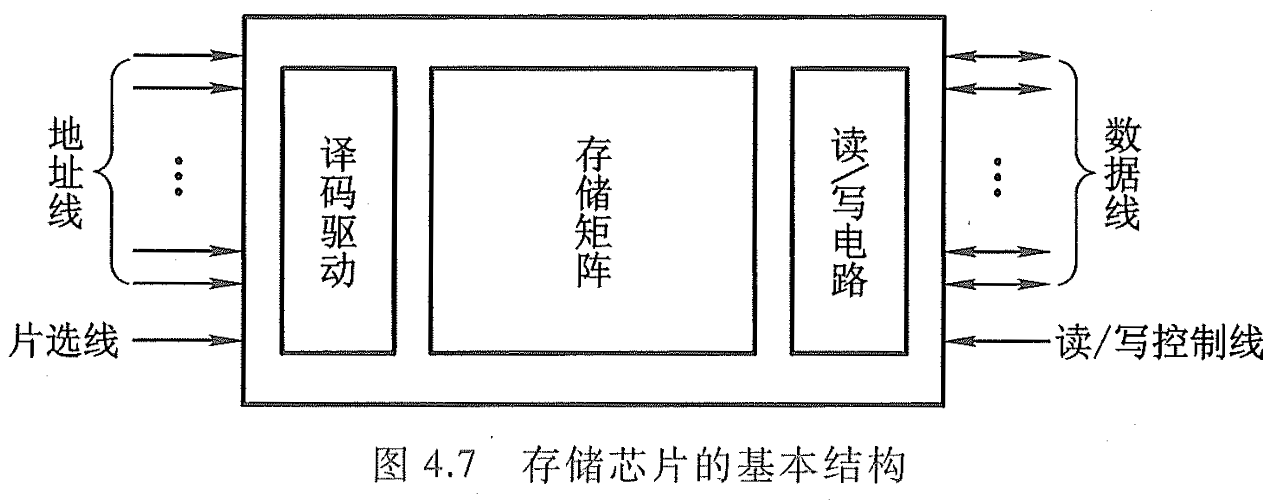 地址线
片选线
译码驱动
存储矩阵
读/写电路
数据线
读/写控制线
图 4.7 存储芯片的基本结构